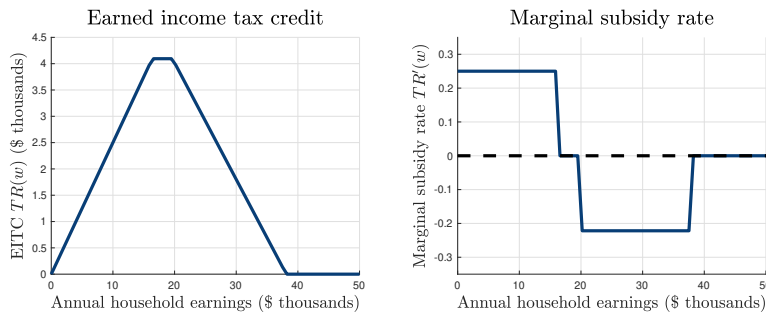 Earned income tax credit
EITC TR(w) ($ thousands)
4.5
4
3.5
3
2.5
2
1.5
1
0.5
0
0 10 20 30 40 50
Annual household earnings ($ thousands)
Marginal subsidy rate
Marginal subsidy rate TR'(w)
0.3
0.2
0.1
0
-0.1
-0.2
-0.3
0 10 20 30 40 50
Annual household earnings ($ thousands)